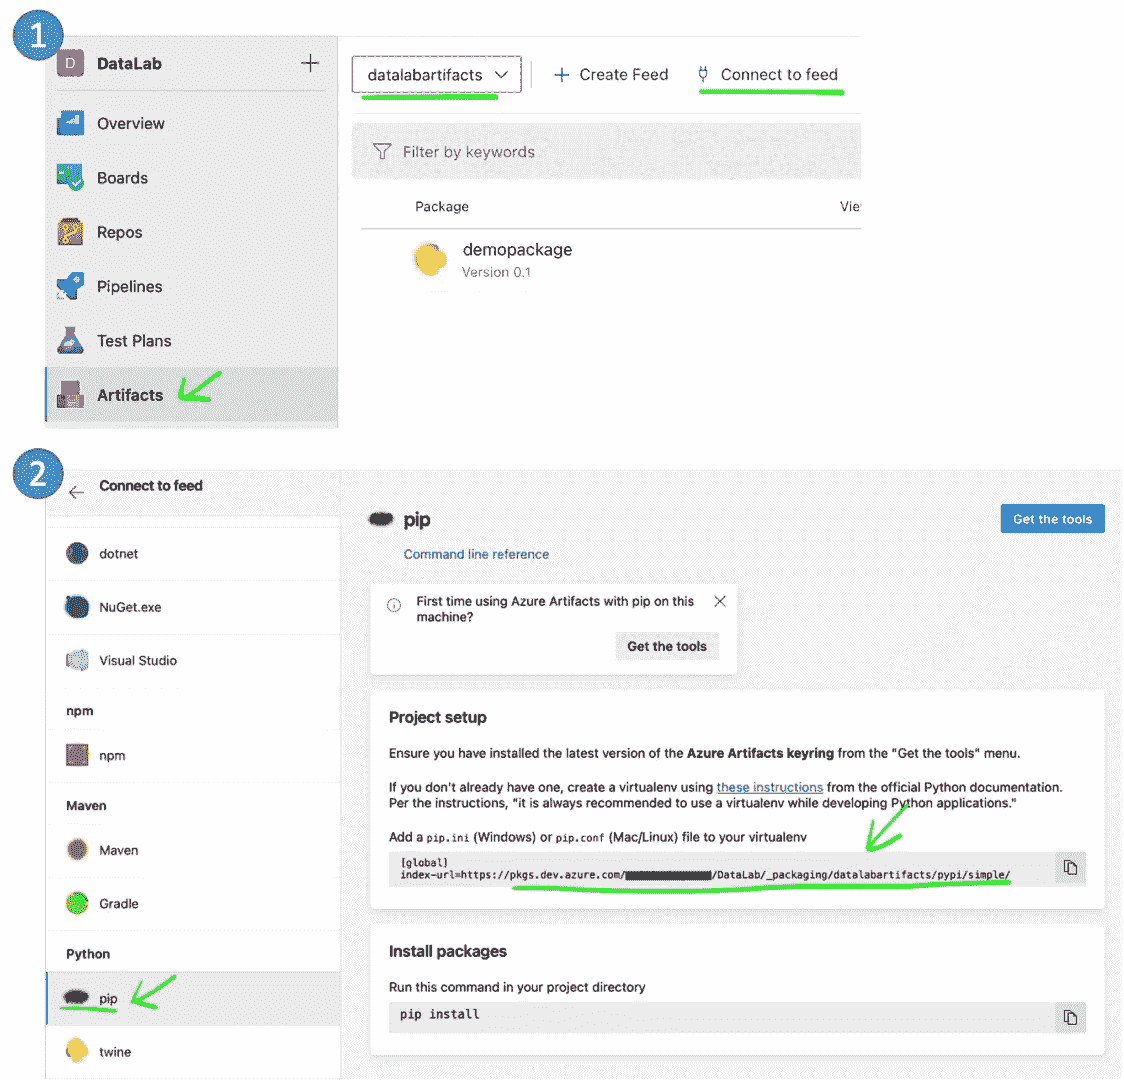 1
D DataLab
datalabartifacts
Create Feed
Connect to feed
Overview
Boards
Repos
Pipelines
Test Plans
Artifacts
Filter by keywords
Package Vie
demopackage
Version 0.1
2
Connect to feed
dotnet
NuGet.exe
Visual Studio
npm
npm
Maven
Maven
Gradle
Python
pip
twine
pip
Get the tools
Command line reference
First time using Azure Artifacts with pip on this
machine?
Get the tools
Project setup
Ensure you have installed the latest version of the Azure Artifacts keyring from the "Get the tools" menu.
If you don't already have one, create a virtualenv using these instructions from the official Python documentation.
Per the instructions, "it is always recommended to use a virtualenv while developing Python applications."
Add a pip.ini (Windows) or pip.conf (Mac/Linux) file to your virtualenv
[global]
index-url=https://pkgs.dev.azure.com/ /DataLab/_packaging/datalabartifacts/pypi/simple/
Install packages
Run this command in your project directory
pip install